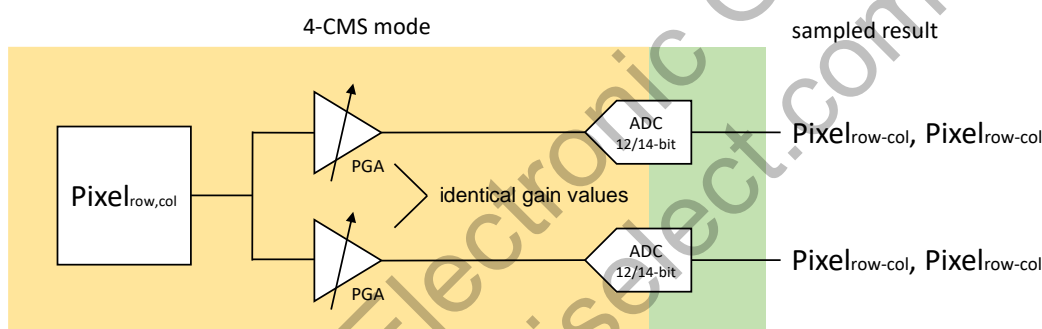 4-CMS mode
sampled result
ADC
12/14-bit
Pixelrow-col, Pixelrow-col
PGA
Pixelrow,col
identical gain values
ADC
12/14-bit
Pixelrow-col, Pixelrow-col
PGA
Electronic